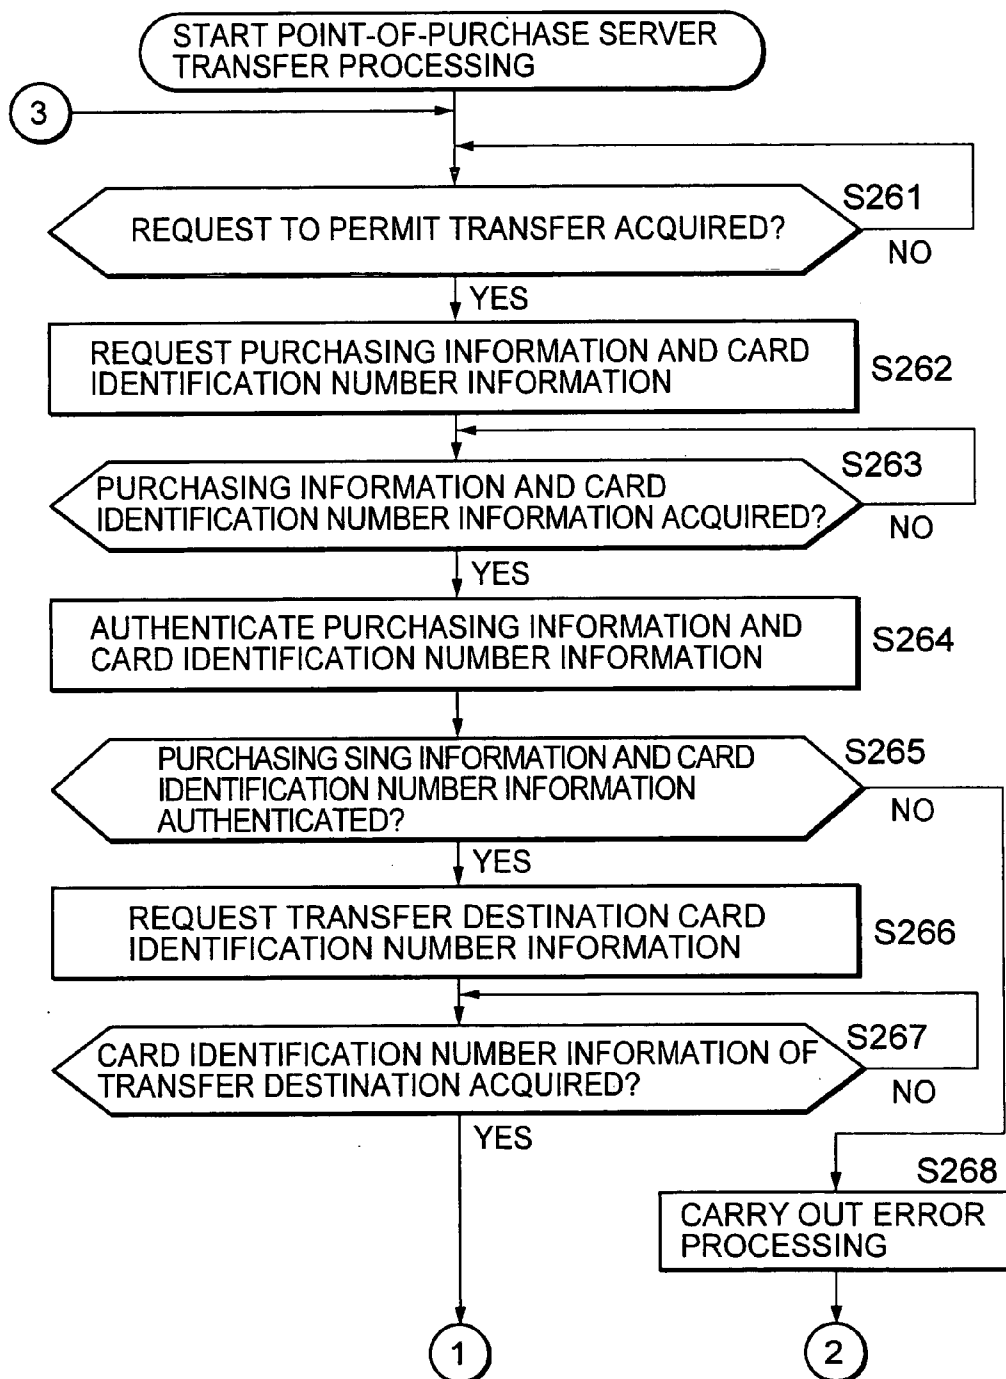 START POINT-OF-PURCHASE SERVER
TRANSFER PROCESSING
3
S261
REQUEST TO PERMIT TRANSFER ACQUIRED?
NO
YES
REQUEST PURCHASING INFORMATION AND CARD
IDENTIFICATION NUMBER INFORMATION
S262
S263
PURCHASING INFORMATION AND CARD
IDENTIFICATION NUMBER INFORMATION ACQUIRED?
NO
YES
AUTHENTICATE PURCHASING INFORMATION AND
CARD IDENTIFICATION NUMBER INFORMATION
S264
S265
PURCHASING SING INFORMATION AND CARD
IDENTIFICATION NUMBER INFORMATION
AUTHENTICATED?
NO
YES
REQUEST TRANSFER DESTINATION CARD
IDENTIFICATION NUMBER INFORMATION
S266
S267
CARD IDENTIFICATION NUMBER INFORMATION OF
TRANSFER DESTINATION ACQUIRED?
NO
YES
S268
CARRY OUT ERROR
PROCESSING
1
2